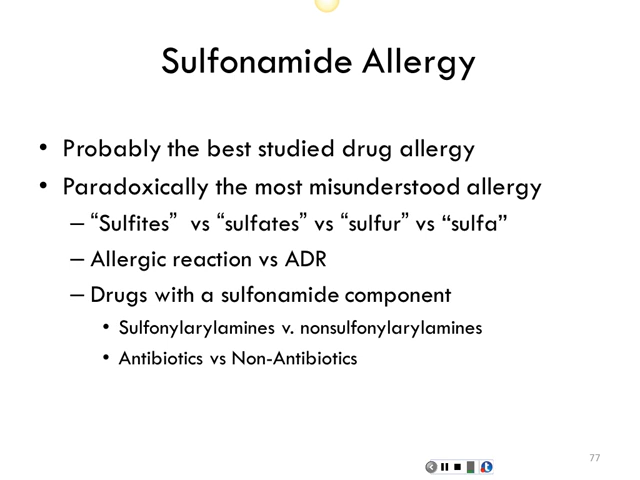 Sulfonamide Allergy
• Probably the best studied drug allergy
• Paradoxically the most misunderstood allergy
– “Sulfites” vs “sulfates” vs “sulfur” vs “sulfa”
– Allergic reaction vs ADR
– Drugs with a sulfonamide component
• Sulfonylarylamines v. nonsulfonylarylamines
• Antibiotics vs Non-Antibiotics
77